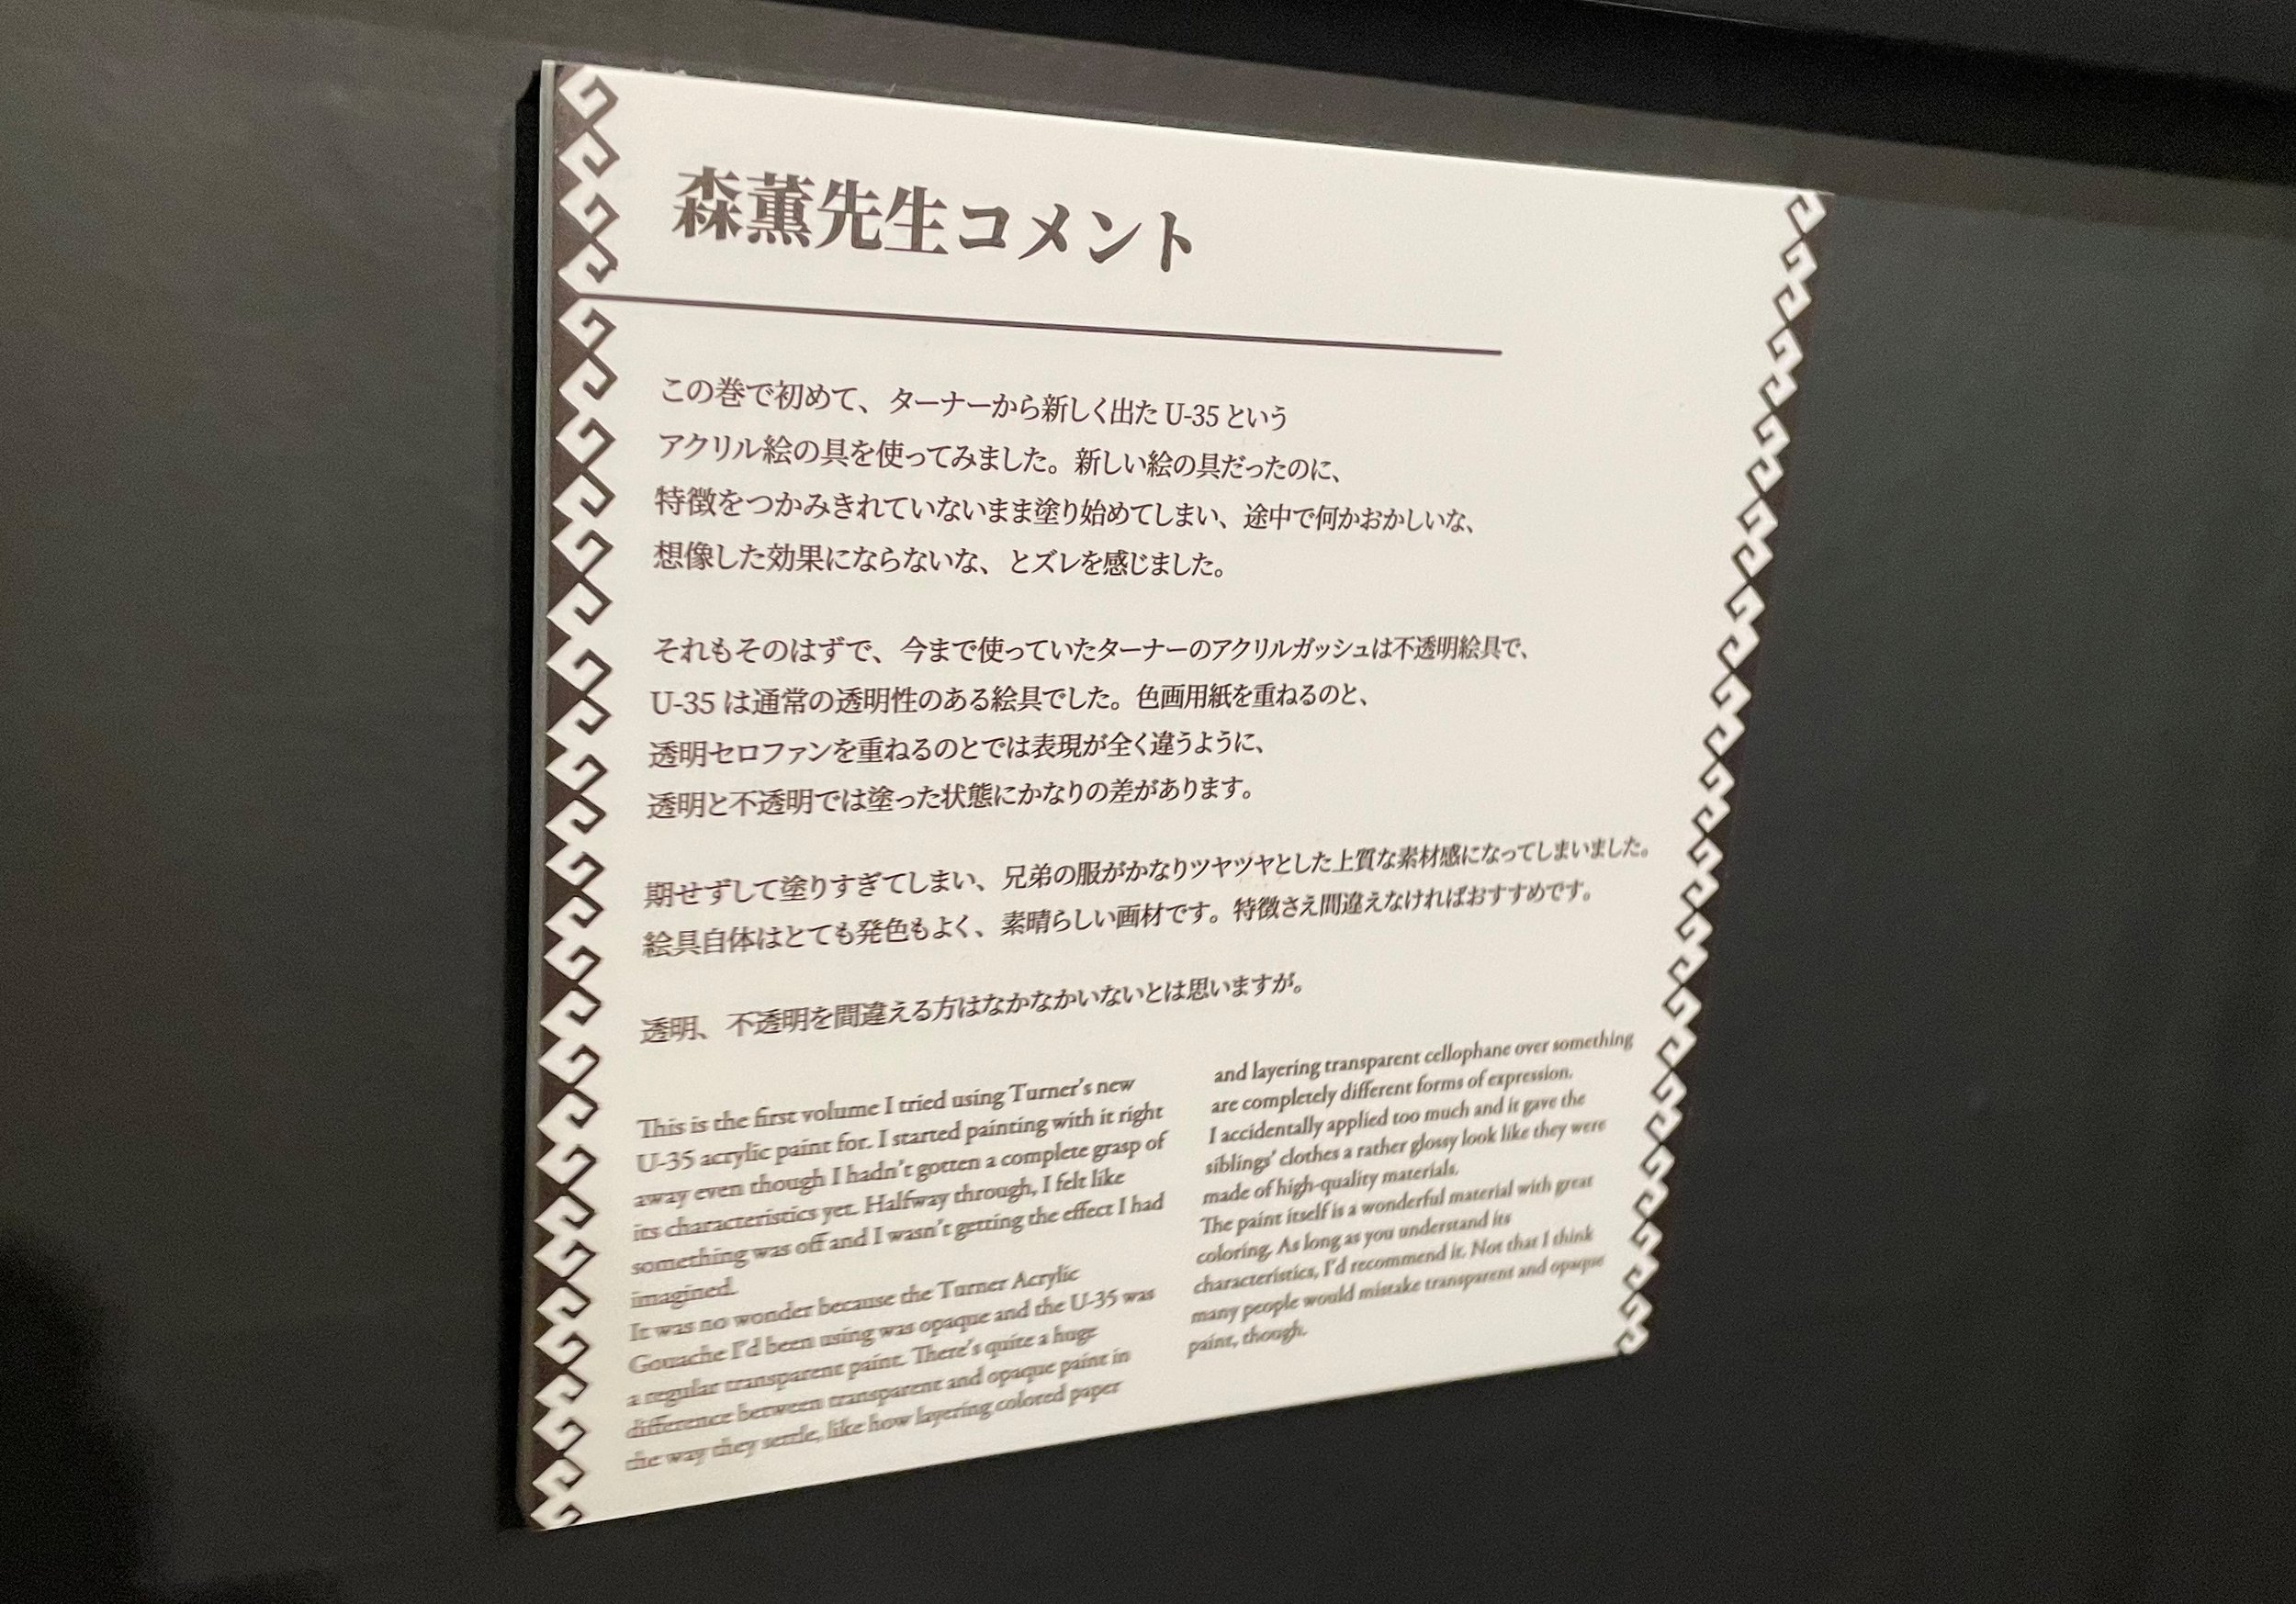 森薫先生コメント
この巻で初めて、ターナーから新しく出た U-35 という
アクリル絵の具を使ってみました。新しい絵の具だったのに、
特徴をつかみきれていないまま塗り始めてしまい、途中で何かおかしいな、
想像した効果にならないな、とズレを感じました。
それもそのはずで、今まで使っていたターナーのアクリルガッシュは不透明絵具で、
U-35 は通常の透明性のある絵具でした。色画用紙を重ねるのと、
透明セロファンを重ねるのとでは表現が全く違うように、
透明と不透明では塗った状態にかなりの差があります。
期せずして塗りすぎてしまい、兄弟の服がかなりツヤツヤとした上質な素材感になってしまいました。
絵具自体はとても発色もよく、素晴らしい画材です。特徴さえ間違えなければおすすめです。
透明、不透明を間違える方はなかなかいないとは思いますが。
This is the first volume I tried using Turner's new
U-35 acrylic paint for. I started painting with it right
away even though I hadn't gotten a complete grasp of
its characteristics yet. Halfway through, I felt like
something was off and I wasn't getting the effect I had
imagined.
It was no wonder because the Turner Acrylic
Gouache I'd been using was opaque and the U-35 was
a regular transparent paint. There's quite a huge
difference between transparent and opaque paint in
the way they settle, like how layering colored paper
and layering transparent cellophane over something
are completely different forms of expression.
I accidentally applied too much and it gave the
siblings' clothes a rather glossy look like they were
made of high-quality materials.
The paint itself is a wonderful material with great
coloring. As long as you understand its
characteristics, I'd recommend it. Not that I think
many people would mistake transparent and opaque
paint, though.